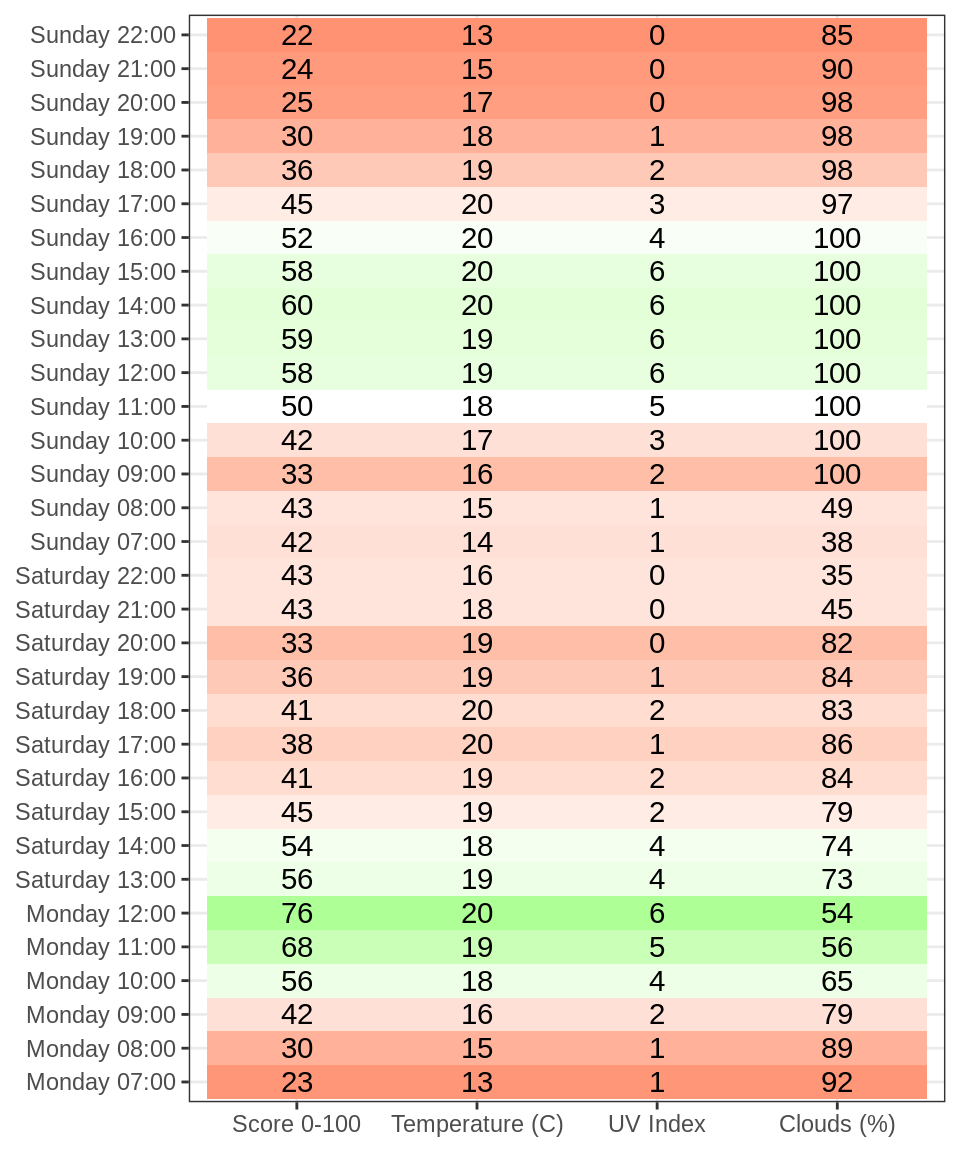 Sunday 22:00 22 13 0 85
Sunday 21:00 24 15 0 90
Sunday 20:00 25 17 0 98
Sunday 19:00 30 18 1 98
Sunday 18:00 36 19 2 98
Sunday 17:00 45 20 3 97
Sunday 16:00 52 20 4 100
Sunday 15:00 58 20 6 100
Sunday 14:00 60 20 6 100
Sunday 13:00 59 19 6 100
Sunday 12:00 58 19 6 100
Sunday 11:00 50 18 5 100
Sunday 10:00 42 17 3 100
Sunday 09:00 33 16 2 100
Sunday 08:00 43 15 1 49
Sunday 07:00 42 14 1 38
Saturday 22:00 43 16 0 35
Saturday 21:00 43 18 0 45
Saturday 20:00 33 19 0 82
Saturday 19:00 36 19 1 84
Saturday 18:00 41 20 2 83
Saturday 17:00 38 20 1 86
Saturday 16:00 41 19 2 84
Saturday 15:00 45 19 2 79
Saturday 14:00 54 18 4 74
Saturday 13:00 56 19 4 73
Monday 12:00 76 20 6 54
Monday 11:00 68 19 5 56
Monday 10:00 56 18 4 65
Monday 09:00 42 16 2 79
Monday 08:00 30 15 1 89
Monday 07:00 23 13 1 92
Score 0-100 Temperature (C) UV Index Clouds (%)